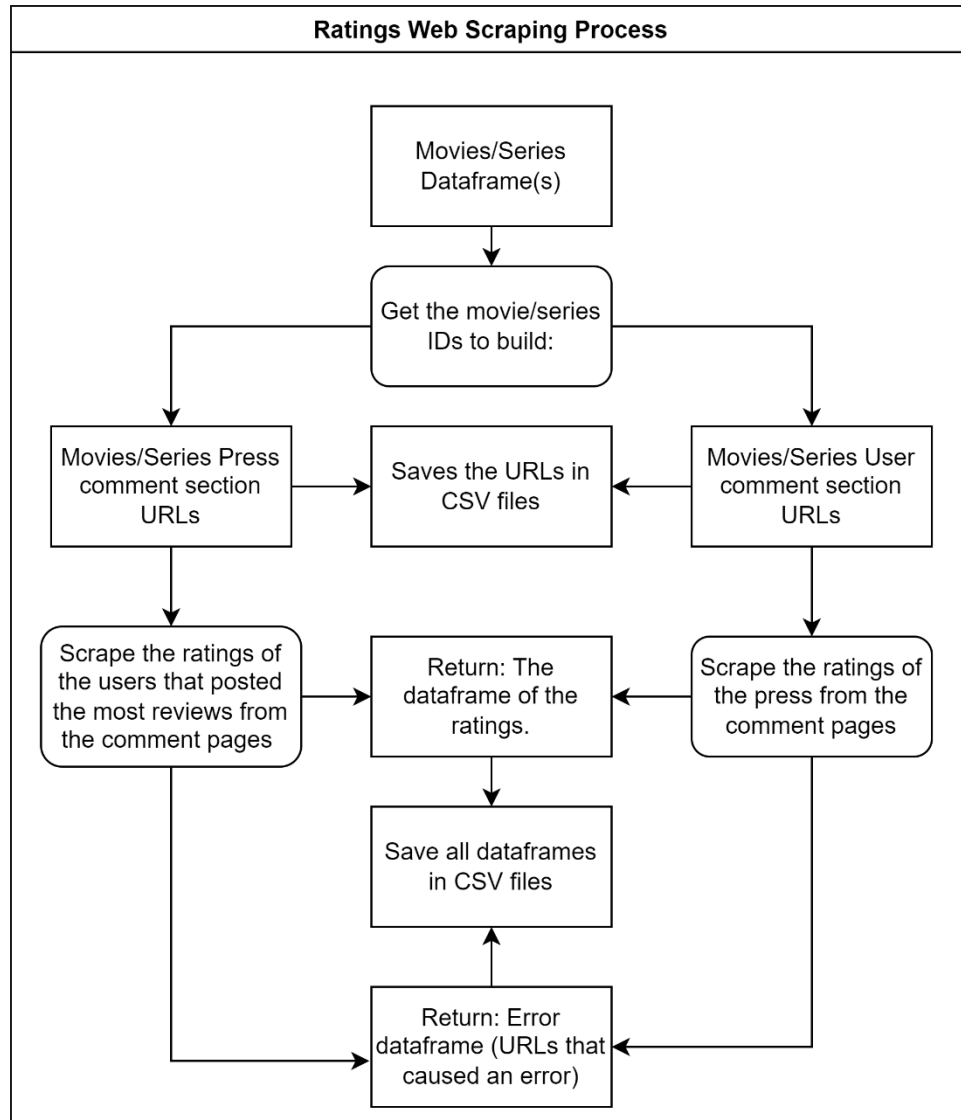 Ratings Web Scraping Process
Movies/Series
Dataframe(s)
Get the movie/series
IDs to build:
Movies/Series Press
comment section
URLs
Saves the URLs in
CSV files
Movies/Series User
comment section
URLs
Scrape the ratings of
the users that posted
the most reviews from
the comment pages
Return: The
dataframe of the
ratings.
Scrape the ratings of
the press from the
comment pages
Save all dataframes
in CSV files
Return: Error
dataframe (URLs that
caused an error)